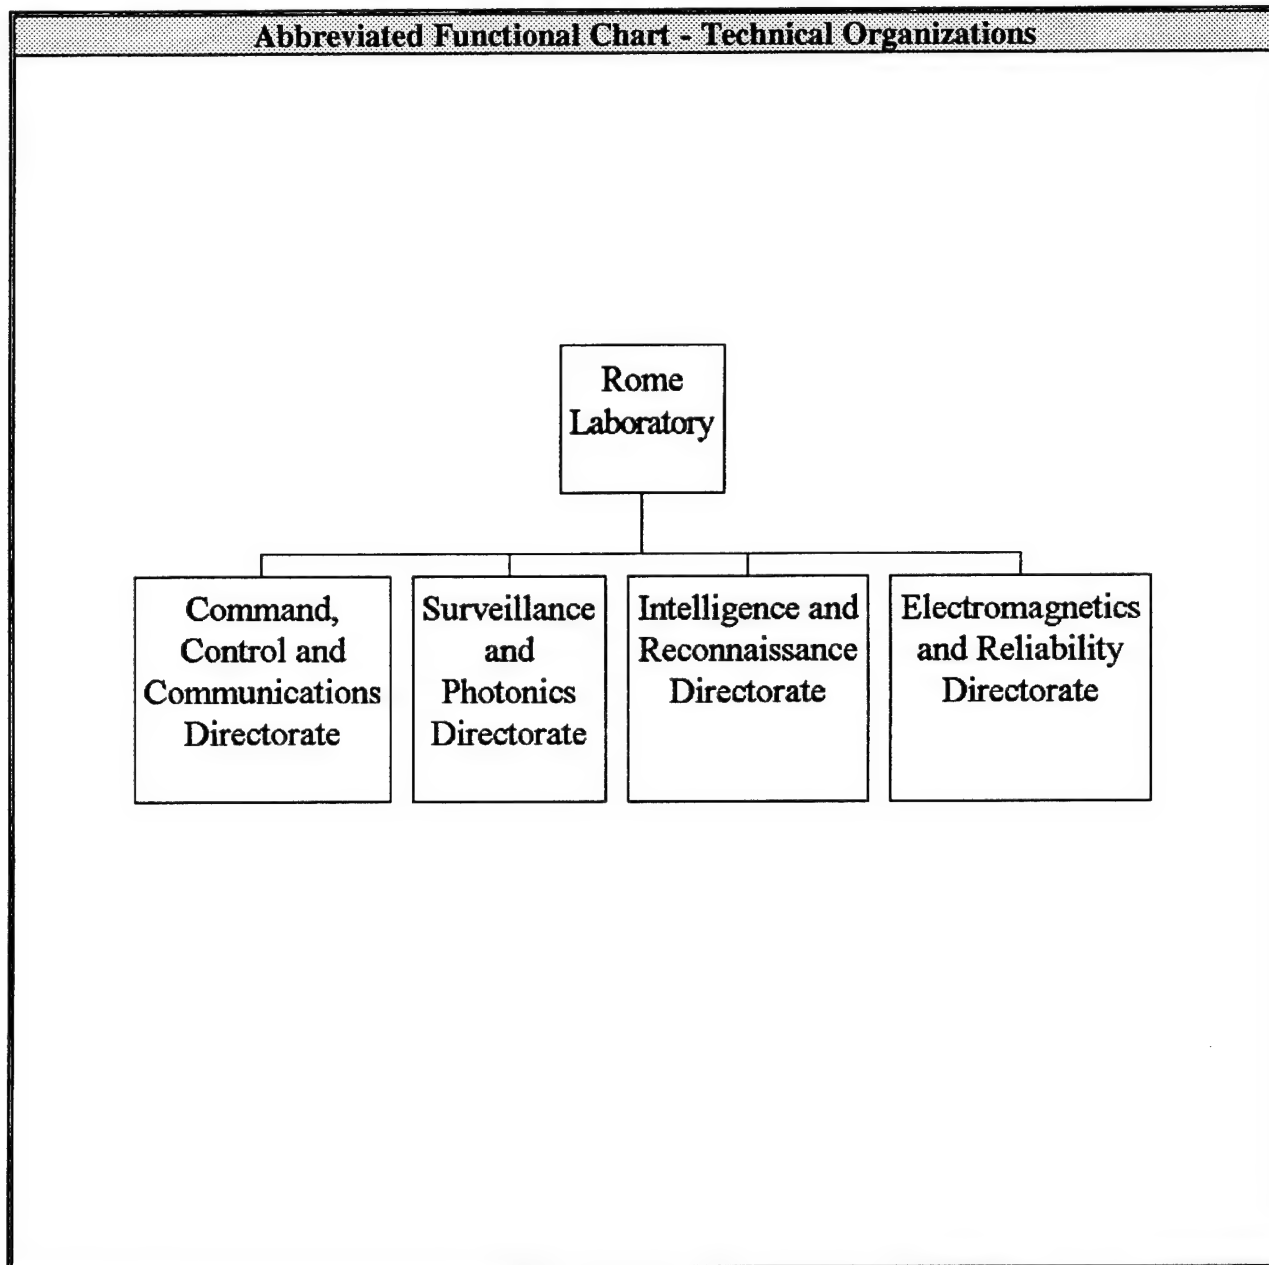 Abbreviated Functional Chart - Technical Organizations
Rome
Laboratory
Command,
Control and
Communications
Directorate
Surveillance
and
Photonics
Directorate
Intelligence and
Reconnaissance
Directorate
Electromagnetics
and Reliability
Directorate